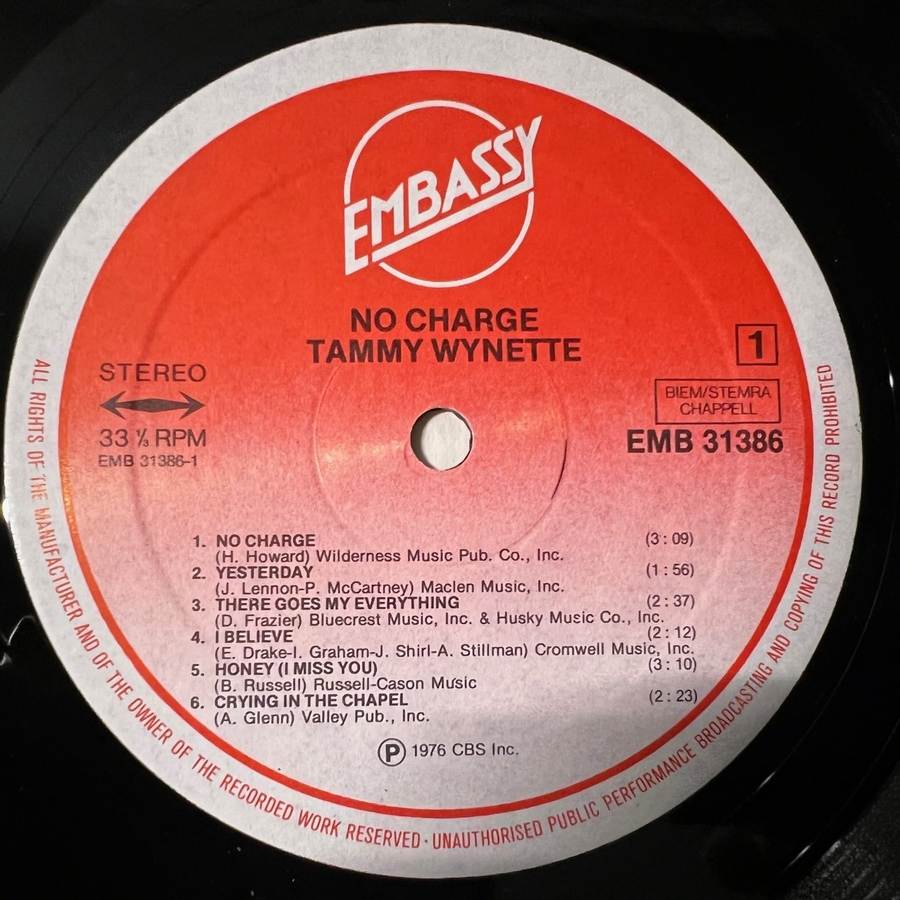 EMBASSY
NO CHARGE
TAMMY WYNETTE
1
STEREO
33 ⅓ RPM
EMB 31386-1
BIEM/STEMRA
CHAPPELL
EMB 31386
1. NO CHARGE (3:09)
(H. Howard) Wilderness Music Pub. Co., Inc.
2. YESTERDAY (1:56)
(J. Lennon-P. McCartney) Maclen Music, Inc.
3. THERE GOES MY EVERYTHING (2:37)
(D. Frazier) Bluecrest Music, Inc. & Husky Music Co., Inc.
4. I BELIEVE (2:12)
(E. Drake-I. Graham-J. Shirl-A. Stillman) Cromwell Music, Inc.
5. HONEY (I MISS YOU) (3:10)
(B. Russell) Russell-Cason Music
6. CRYING IN THE CHAPEL (2:23)
(A. Glenn) Valley Pub., Inc.
Ⓟ 1976 CBS Inc.
ALL RIGHTS OF THE MANUFACTURER AND OF THE OWNER OF THE RECORDED WORK RESERVED · UNAUTHORISED PUBLIC PERFORMANCE BROADCASTING AND COPYING OF THIS RECORD PROHIBITED